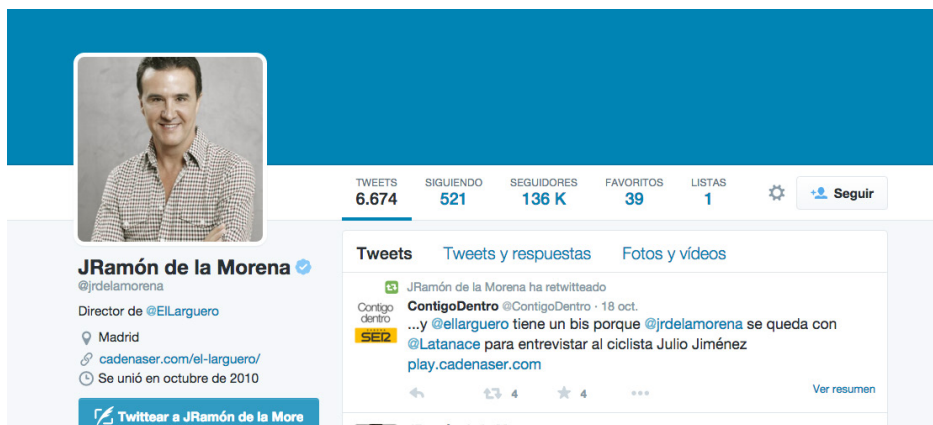 TWEETS SIGUIENDO SEGUIDORES FAVORITOS LISTAS
6.674 521 136 K 39 1
Seguir
JRamón de la Morena
@jrdelamorena
Director de @ElLarguero
Madrid
cadenaser.com/el-larguero/
Se unió en octubre de 2010
Twittear a JRamón de la More
Tweets Tweets y respuestas Fotos y vídeos
JRamón de la Morena ha retwitteado
Contigo
dentro
CADENA
SER
ContigoDentro @ContigoDentro · 18 oct.
...y @ellarguero tiene un bis porque @jrdelamorena se queda con
@Latanace para entrevistar al ciclista Julio Jiménez
play.cadenaser.com
4 4
Ver resumen